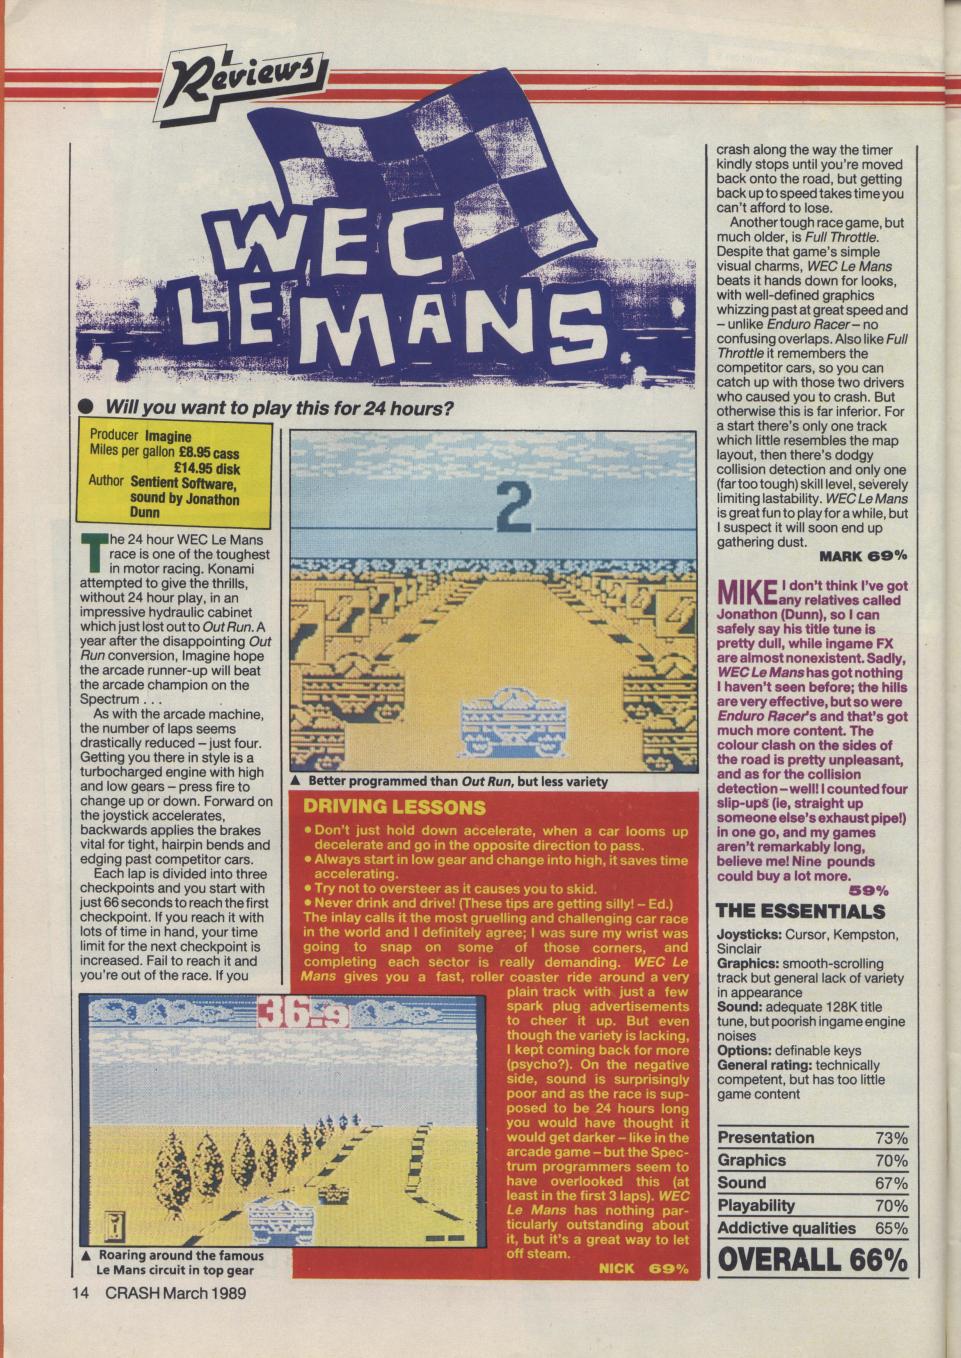 Reviews
WEC
LE MANS
● Will you want to play this for 24 hours?
Producer Imagine
Miles per gallon £8.95 cass
£14.95 disk
Author Sentient Software,
sound by Jonathon
Dunn
The 24 hour WEC Le Mans
race is one of the toughest
in motor racing. Konami
attempted to give the thrills,
without 24 hour play, in an
impressive hydraulic cabinet
which just lost out to Out Run. A
year after the disappointing Out
Run conversion, Imagine hope
the arcade runner-up will beat
the arcade champion on the
Spectrum . . .
As with the arcade machine,
the number of laps seems
drastically reduced – just four.
Getting you there in style is a
turbocharged engine with high
and low gears – press fire to
change up or down. Forward on
the joystick accelerates,
backwards applies the brakes
vital for tight, hairpin bends and
edging past competitor cars.
Each lap is divided into three
checkpoints and you start with
just 66 seconds to reach the first
checkpoint. If you reach it with
lots of time in hand, your time
limit for the next checkpoint is
increased. Fail to reach it and
you're out of the race. If you
2
▲ Better programmed than Out Run, but less variety
DRIVING LESSONS
● Don't just hold down accelerate, when a car looms up
decelerate and go in the opposite direction to pass.
● Always start in low gear and change into high, it saves time
accelerating.
● Try not to oversteer as it causes you to skid.
● Never drink and drive! (These tips are getting silly! – Ed.)
The inlay calls it the most gruelling and challenging car race
in the world and I definitely agree; I was sure my wrist was
going to snap on some of those corners, and
completing each sector is really demanding. WEC Le
Mans gives you a fast, roller coaster ride around a very
plain track with just a few
spark plug advertisements
to cheer it up. But even
though the variety is lacking,
I kept coming back for more
(psycho?). On the negative
side, sound is surprisingly
poor and as the race is sup-
posed to be 24 hours long
you would have thought it
would get darker – like in the
arcade game – but the Spec-
trum programmers seem to
have overlooked this (at
least in the first 3 laps). WEC
Le Mans has nothing par-
ticularly outstanding about
it, but it's a great way to let
off steam.
NICK 69%
36.9
▲ Roaring around the famous
Le Mans circuit in top gear
crash along the way the timer
kindly stops until you're moved
back onto the road, but getting
back up to speed takes time you
can't afford to lose.
Another tough race game, but
much older, is Full Throttle.
Despite that game's simple
visual charms, WEC Le Mans
beats it hands down for looks,
with well-defined graphics
whizzing past at great speed and
– unlike Enduro Racer – no
confusing overlaps. Also like Full
Throttle it remembers the
competitor cars, so you can
catch up with those two drivers
who caused you to crash. But
otherwise this is far inferior. For
a start there's only one track
which little resembles the map
layout, then there's dodgy
collision detection and only one
(far too tough) skill level, severely
limiting lastability. WEC Le Mans
is great fun to play for a while, but
I suspect it will soon end up
gathering dust.
MARK 69%
MIKE I don't think I've got
any relatives called
Jonathon (Dunn), so I can
safely say his title tune is
pretty dull, while ingame FX
are almost nonexistent. Sadly,
WEC Le Mans has got nothing
I haven't seen before; the hills
are very effective, but so were
Enduro Racer's and that's got
much more content. The
colour clash on the sides of
the road is pretty unpleasant,
and as for the collision
detection – well! I counted four
slip-ups (ie, straight up
someone else's exhaust pipe!)
in one go, and my games
aren't remarkably long,
believe me! Nine pounds
could buy a lot more.
59%
THE ESSENTIALS
Joysticks: Cursor, Kempston,
Sinclair
Graphics: smooth-scrolling
track but general lack of variety
in appearance
Sound: adequate 128K title
tune, but poorish ingame engine
noises
Options: definable keys
General rating: technically
competent, but has too little
game content
Presentation 73%
Graphics 70%
Sound 67%
Playability 70%
Addictive qualities 65%
OVERALL 66%
14 CRASH March 1989